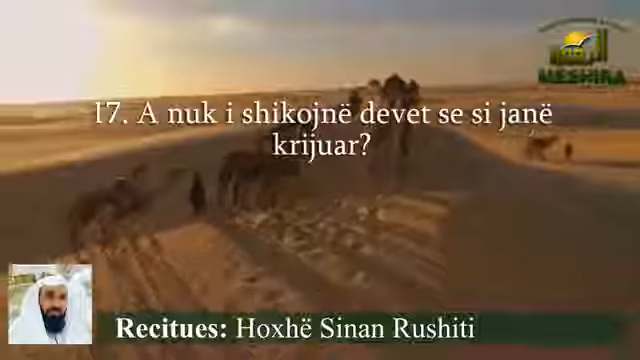 MESHIRA
17. A nuk i shikojnë devet se si janë
krijuar?
Recitues: Hoxhë Sinan Rushiti